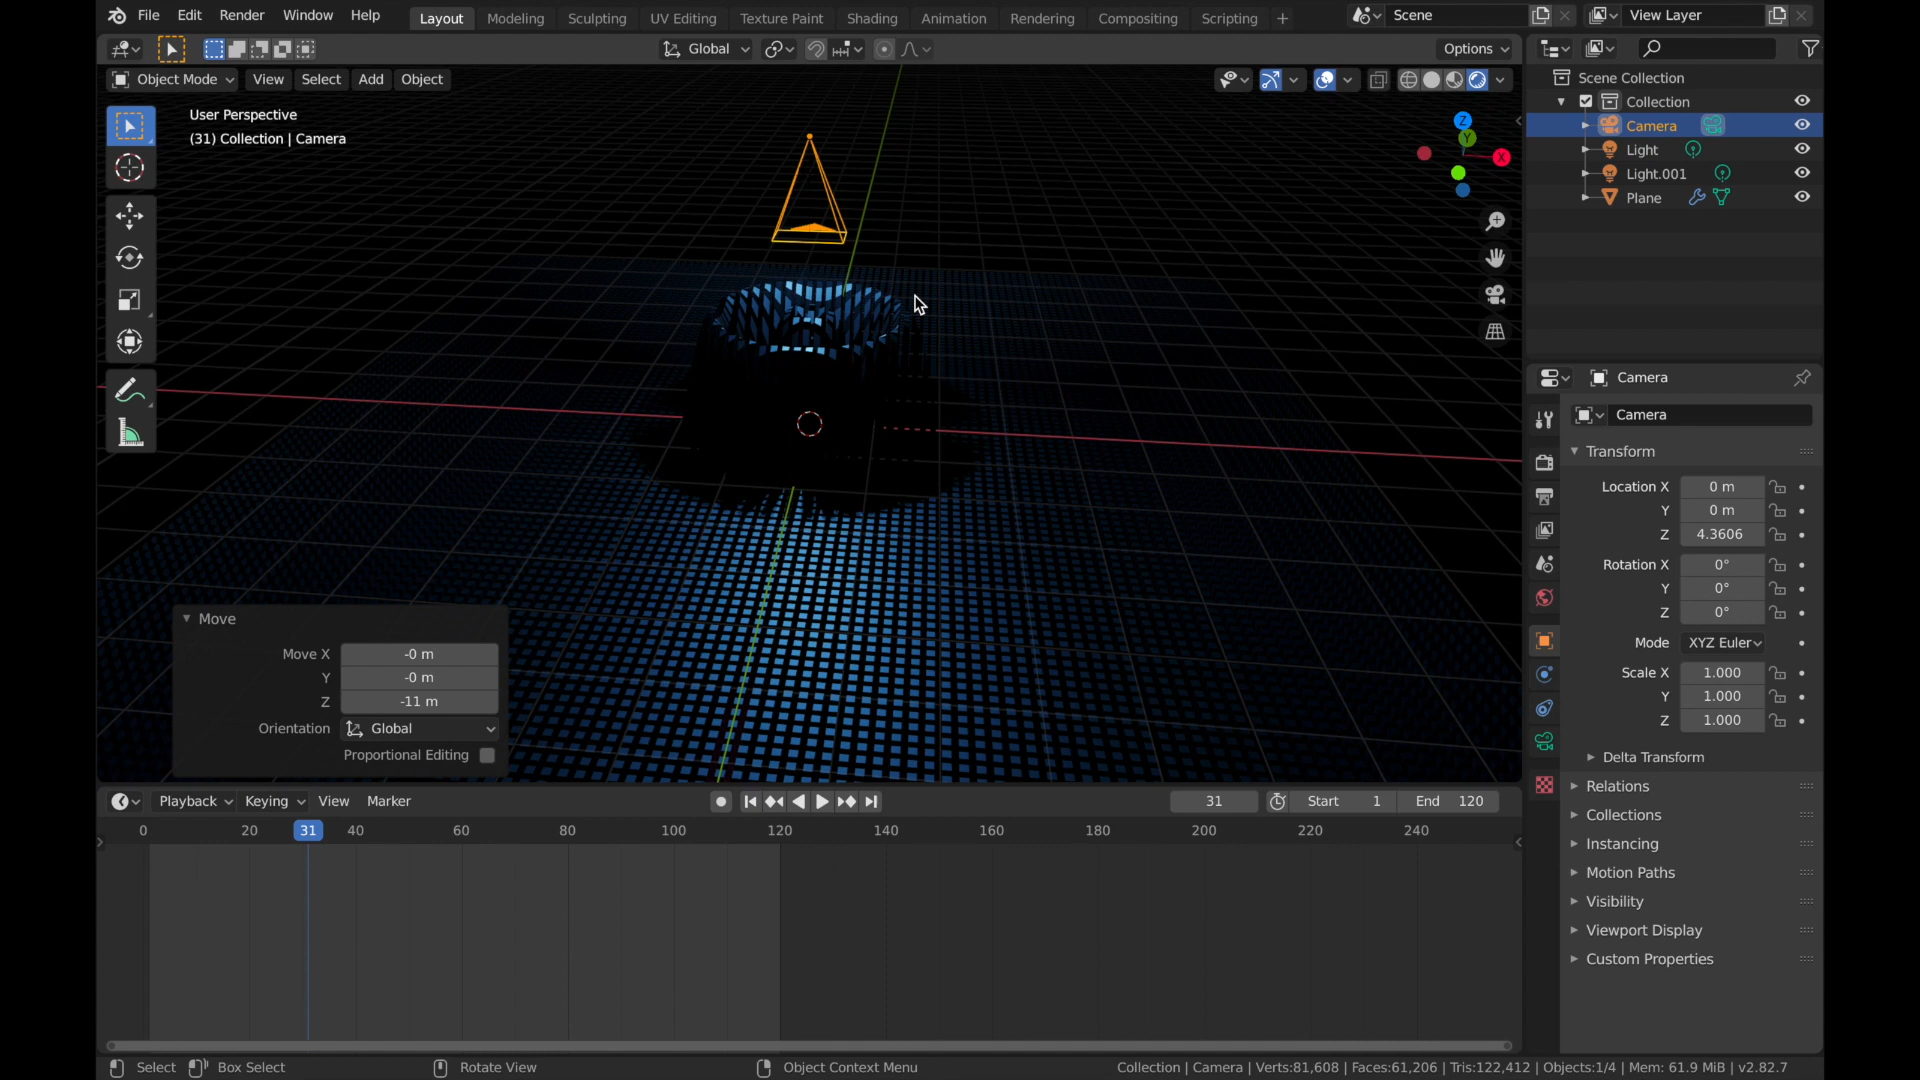 File Edit Render Window Help Layout Modeling Sculpting UV Editing Texture Paint Shading Animation Rendering Compositing Scripting + Scene View Layer
Global Options
Object Mode View Select Add Object
User Perspective
(31) Collection | Camera
Z
Y
X
Scene Collection
Collection
Camera
Light
Light.001
Plane
Camera
Camera
Transform
Location X 0 m
Y 0 m
Z 4.3606
Rotation X 0°
Y 0°
Z 0°
Mode XYZ Euler
Scale X 1.000
Y 1.000
Z 1.000
Delta Transform
Relations
Collections
Instancing
Motion Paths
Visibility
Viewport Display
Custom Properties
Move
Move X -0 m
Y -0 m
Z -11 m
Orientation Global
Proportional Editing
Playback Keying View Marker 31 Start 1 End 120
0 20 31 40 60 80 100 120 140 160 180 200 220 240
Select Box Select Rotate View Object Context Menu Collection | Camera | Verts:81,608 | Faces:61,206 | Tris:122,412 | Objects:1/4 | Mem: 61.9 MiB | v2.82.7